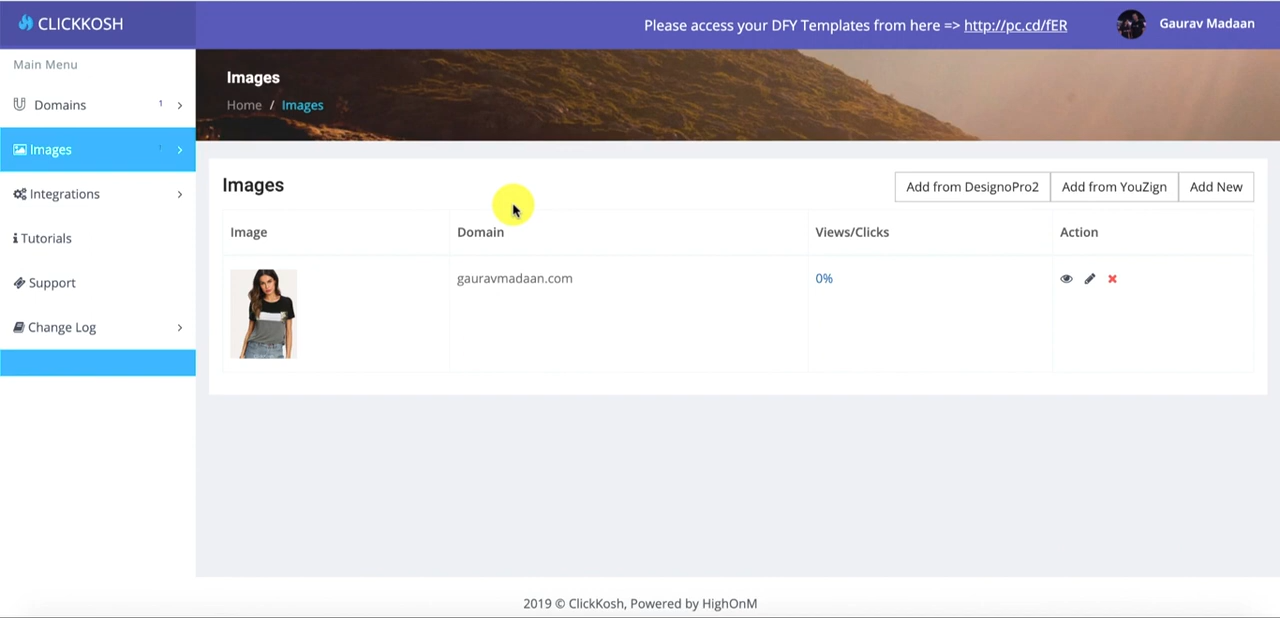 CLICKKOSH
Please access your DFY Templates from here => http://pc.cd/fER
Gaurav Madaan
Main Menu
Domains 1
Images
Integrations
Tutorials
Support
Change Log
Images
Home / Images
Images
Add from DesignoPro2
Add from YouZign
Add New
Image
Domain
Views/Clicks
Action
gauravmadaan.com
0%
2019 © ClickKosh, Powered by HighOnM